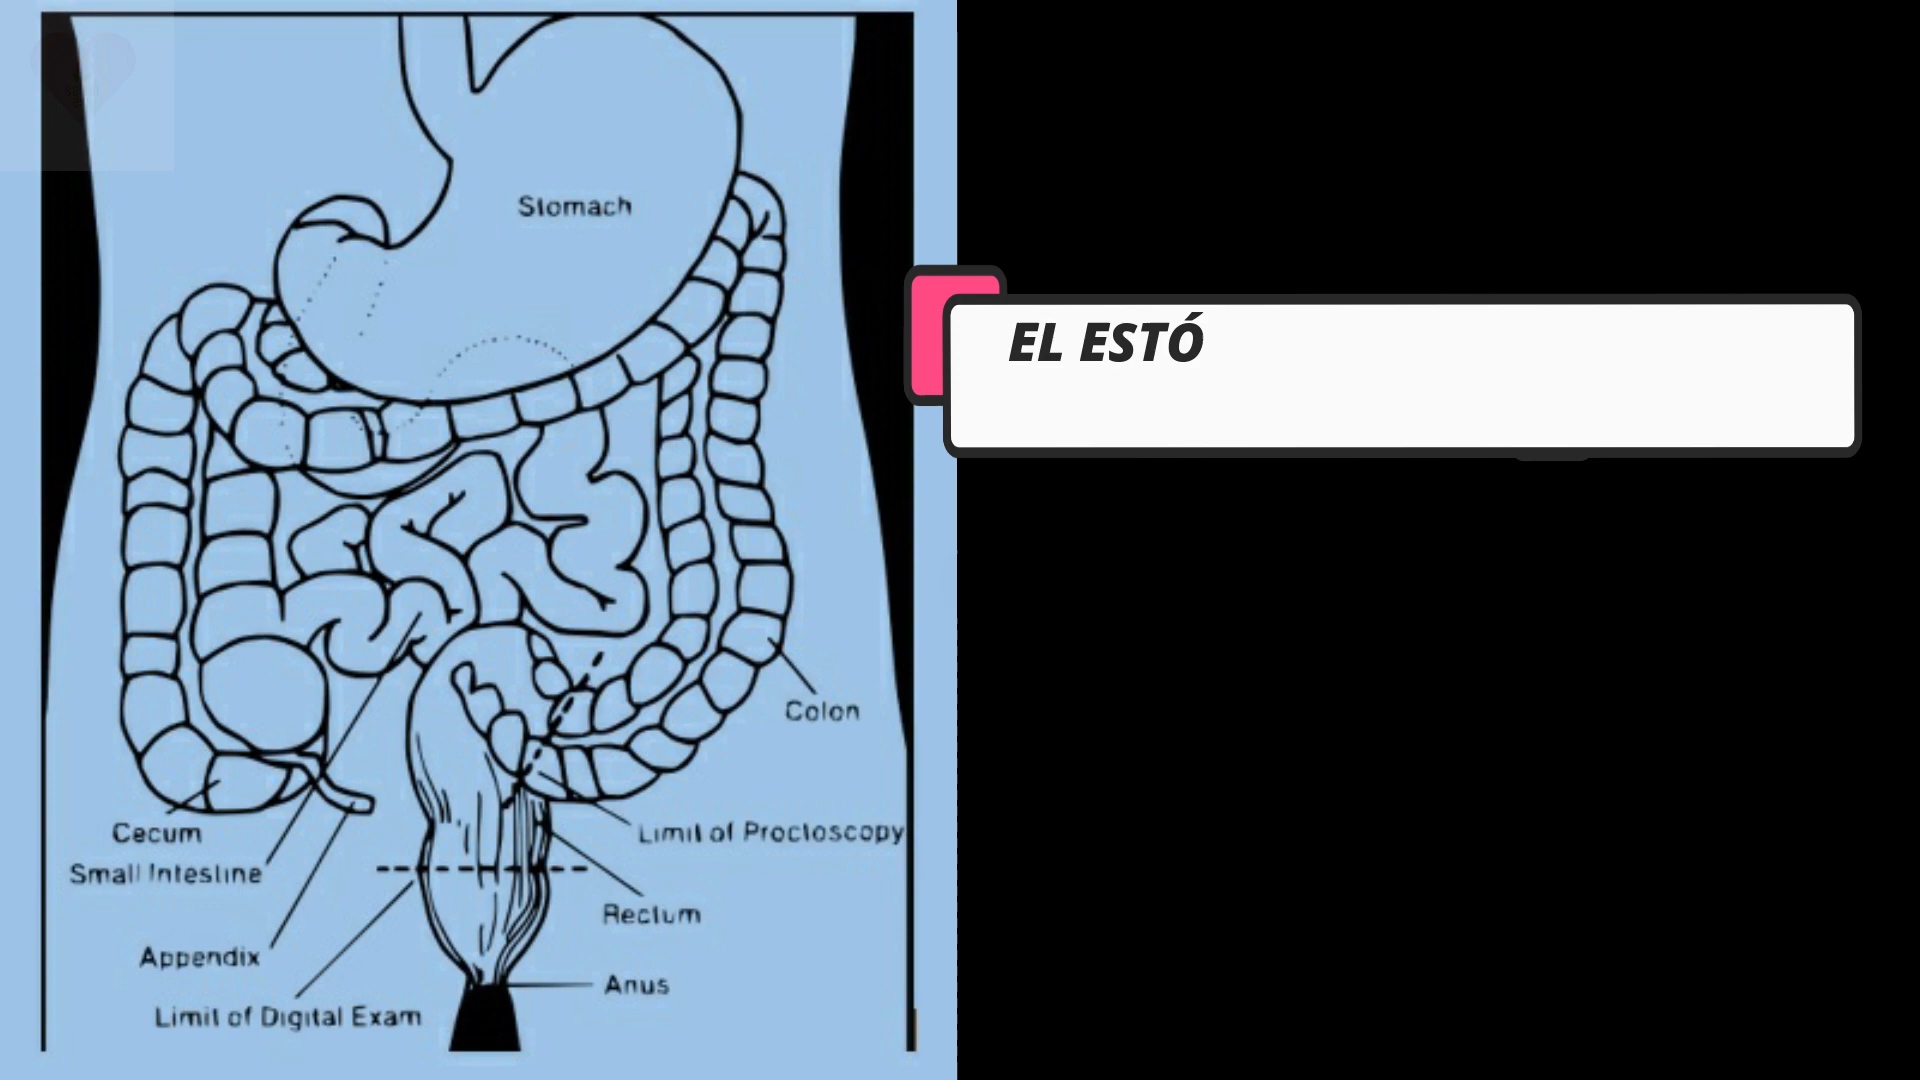 Stomach
EL ESTÓ
Colon
Cecum
Limit of Proctoscopy
Small Intestine
Rectum
Appendix
Anus
Limit of Digital Exam